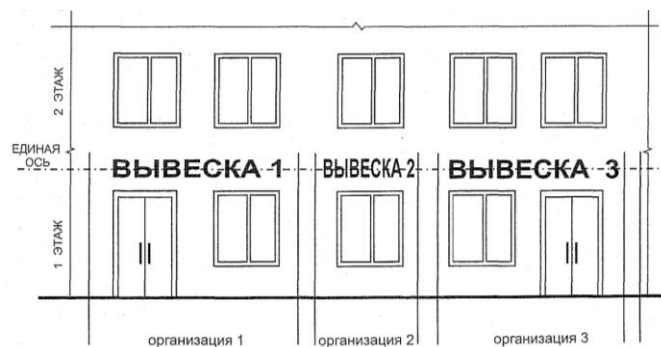 2 ЭТАЖ
ЕДИНАЯ
ОСЬ
ВЫВЕСКА 1
ВЫВЕСКА 2
ВЫВЕСКА 3
1 ЭТАЖ
организация 1
организация 2
организация 3